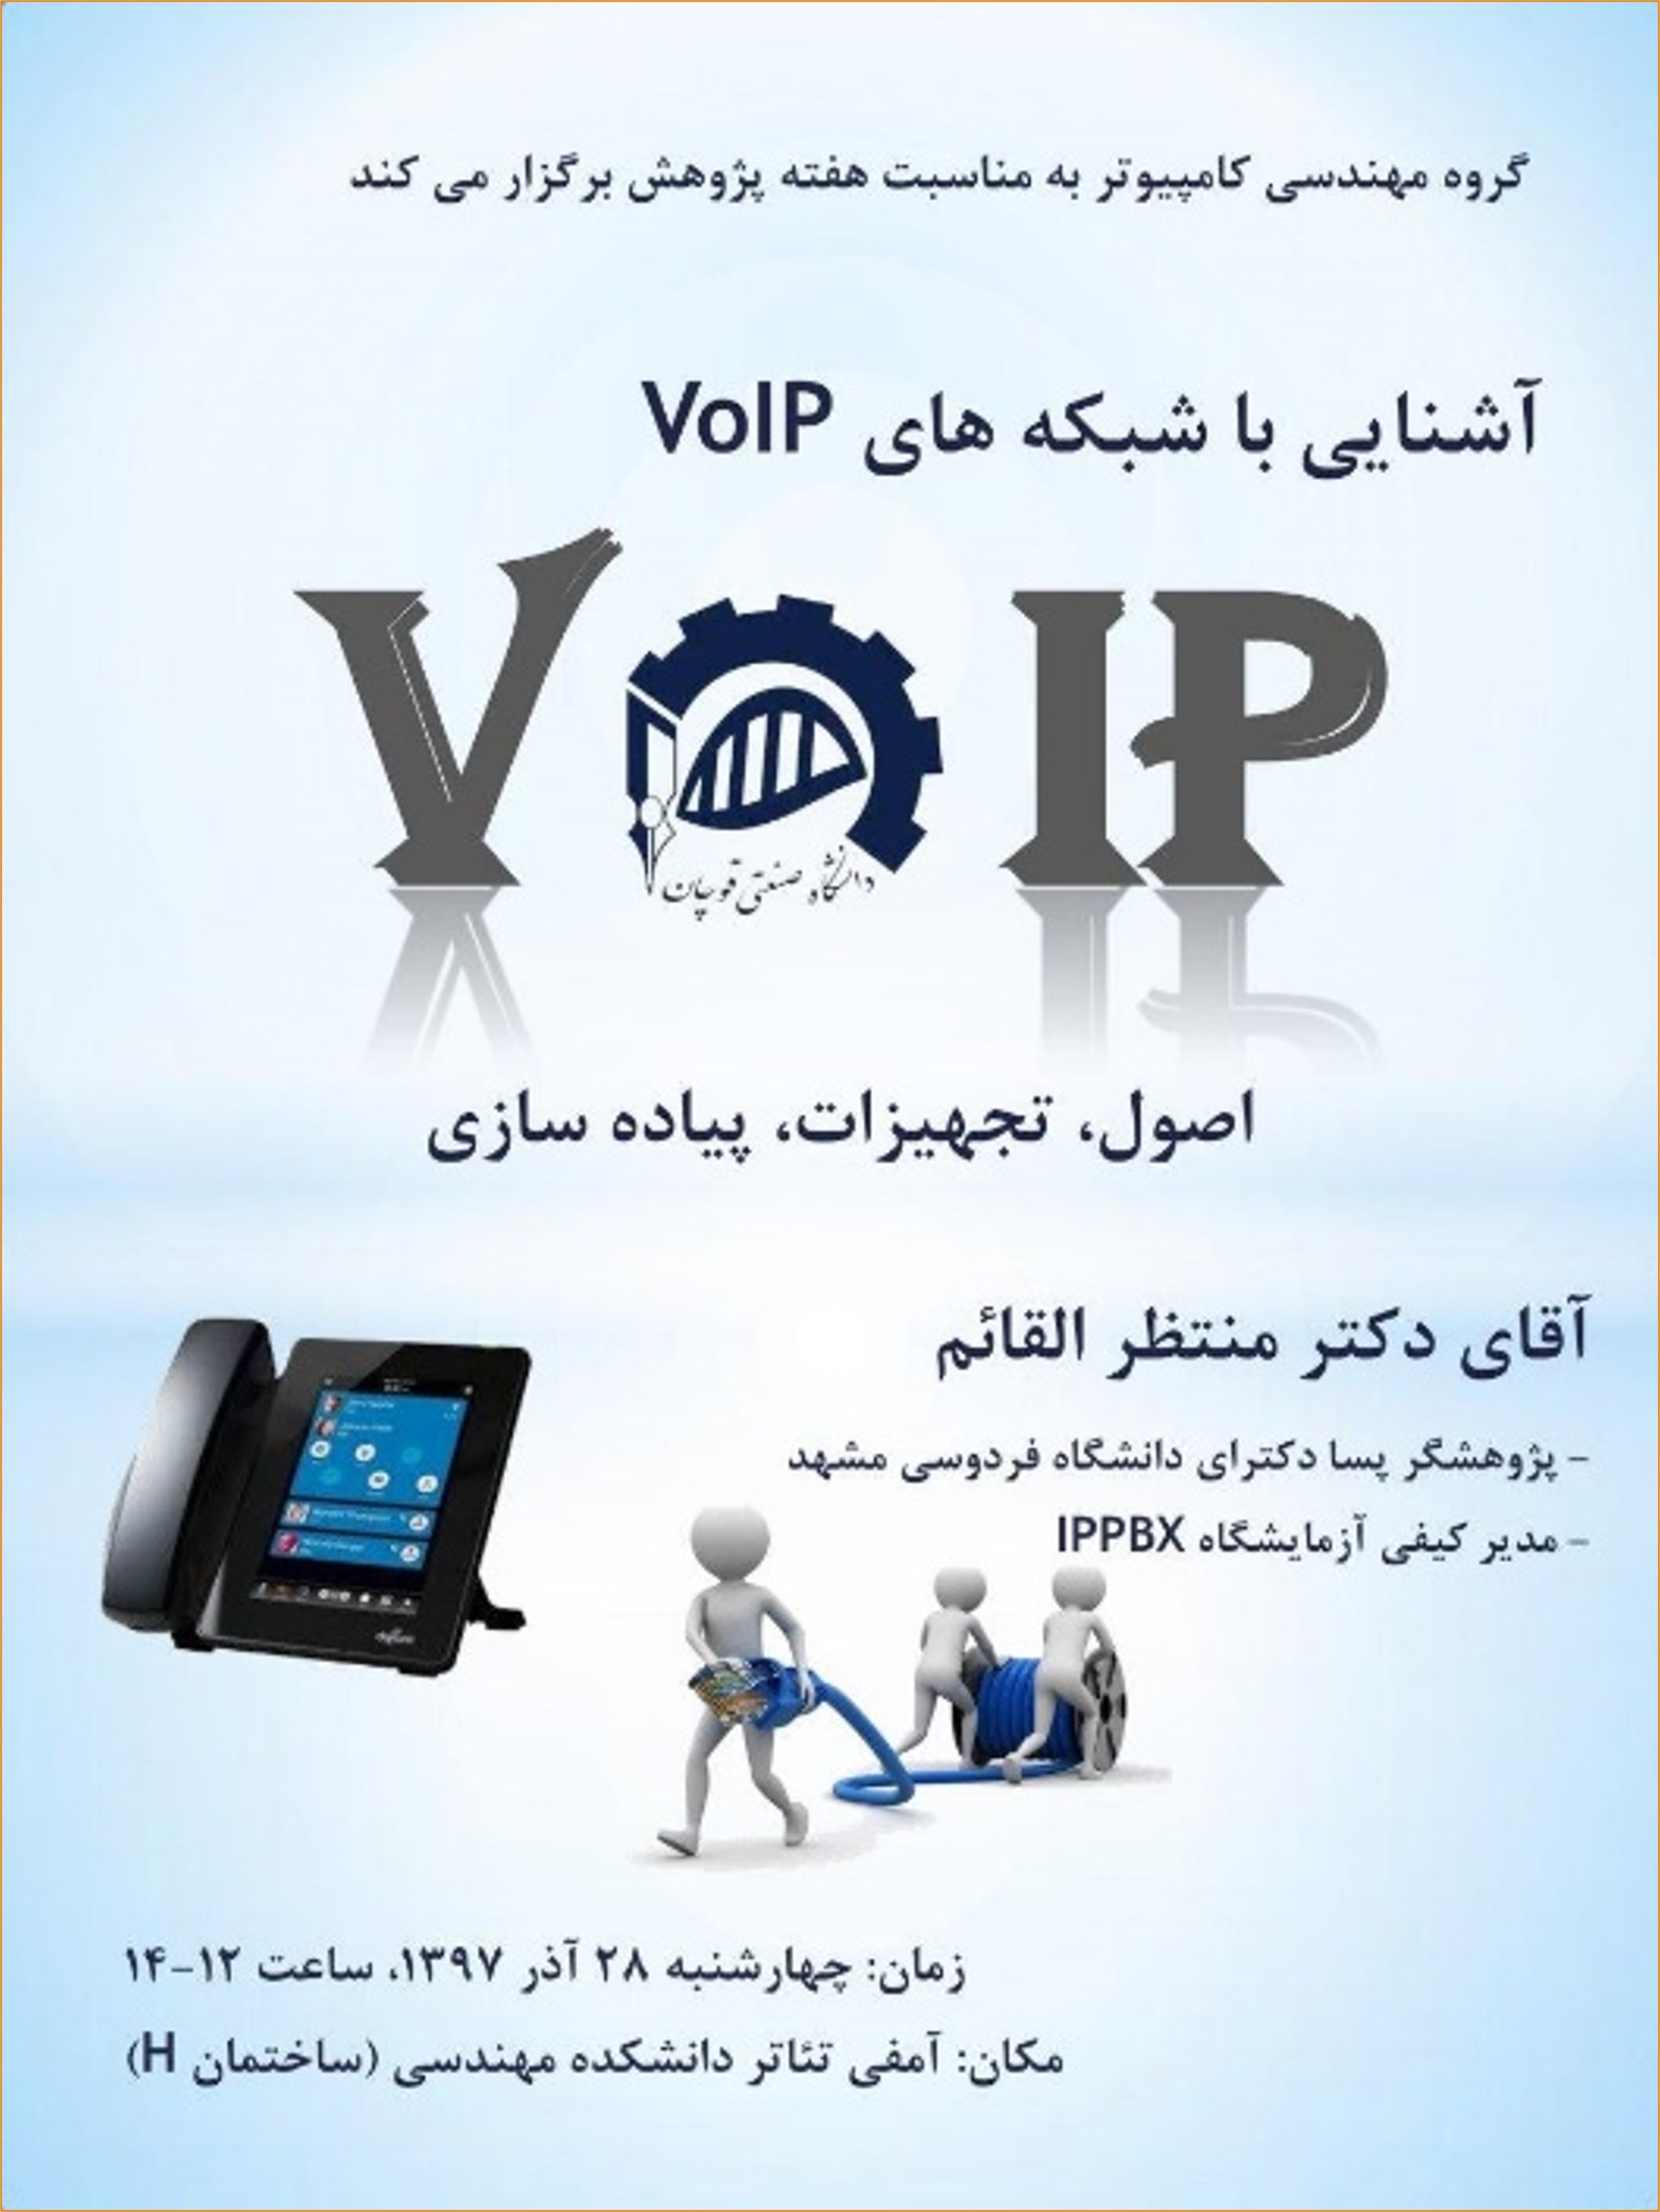 گروه مهندسی کامپیوتر به مناسبت هفته پژوهش برگزار می کند
آشنایی با شبکه های VoIP
V IP
دانشگاه صنعتی قوچان
اصول، تجهیزات، پیاده سازی
آقای دکتر منتظر القائم
- پژوهشگر پسا دکترای دانشگاه فردوسی مشهد
- مدیر کیفی آزمایشگاه IPPBX
زمان: چهارشنبه ۲۸ آذر ۱۳۹۷، ساعت ۱۲-۱۴
مکان: آمفی تئاتر دانشکده مهندسی (ساختمان H)